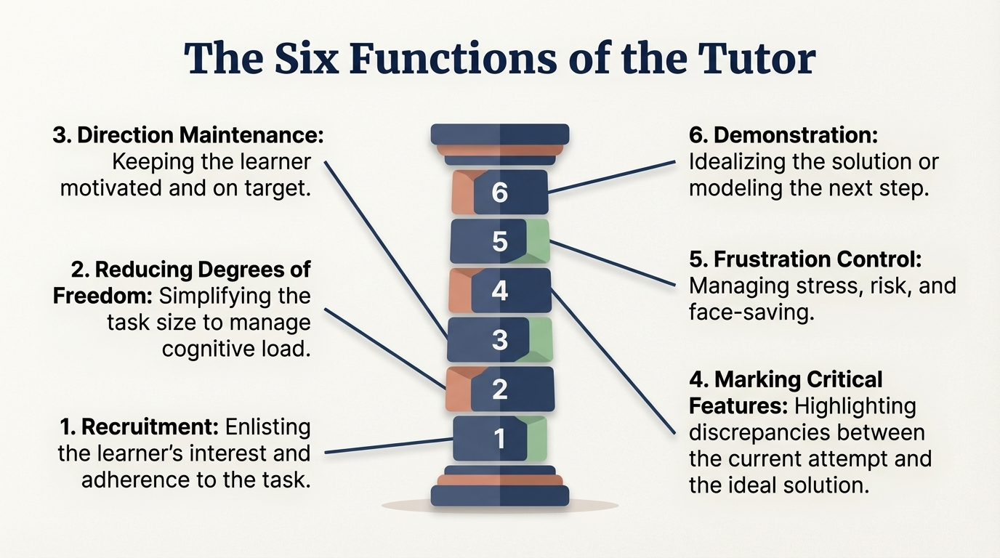 The Six Functions of the Tutor
3. Direction Maintenance:
Keeping the learner
motivated and on target.
2. Reducing Degrees of
Freedom: Simplifying the
task size to manage
cognitive load.
1. Recruitment: Enlisting
the learner’s interest and
adherence to the task.
6
5
4
3
2
1
6. Demonstration:
Idealizing the solution or
modeling the next step.
5. Frustration Control:
Managing stress, risk, and
face-saving.
4. Marking Critical
Features: Highlighting
discrepancies between
the current attempt and
the ideal solution.